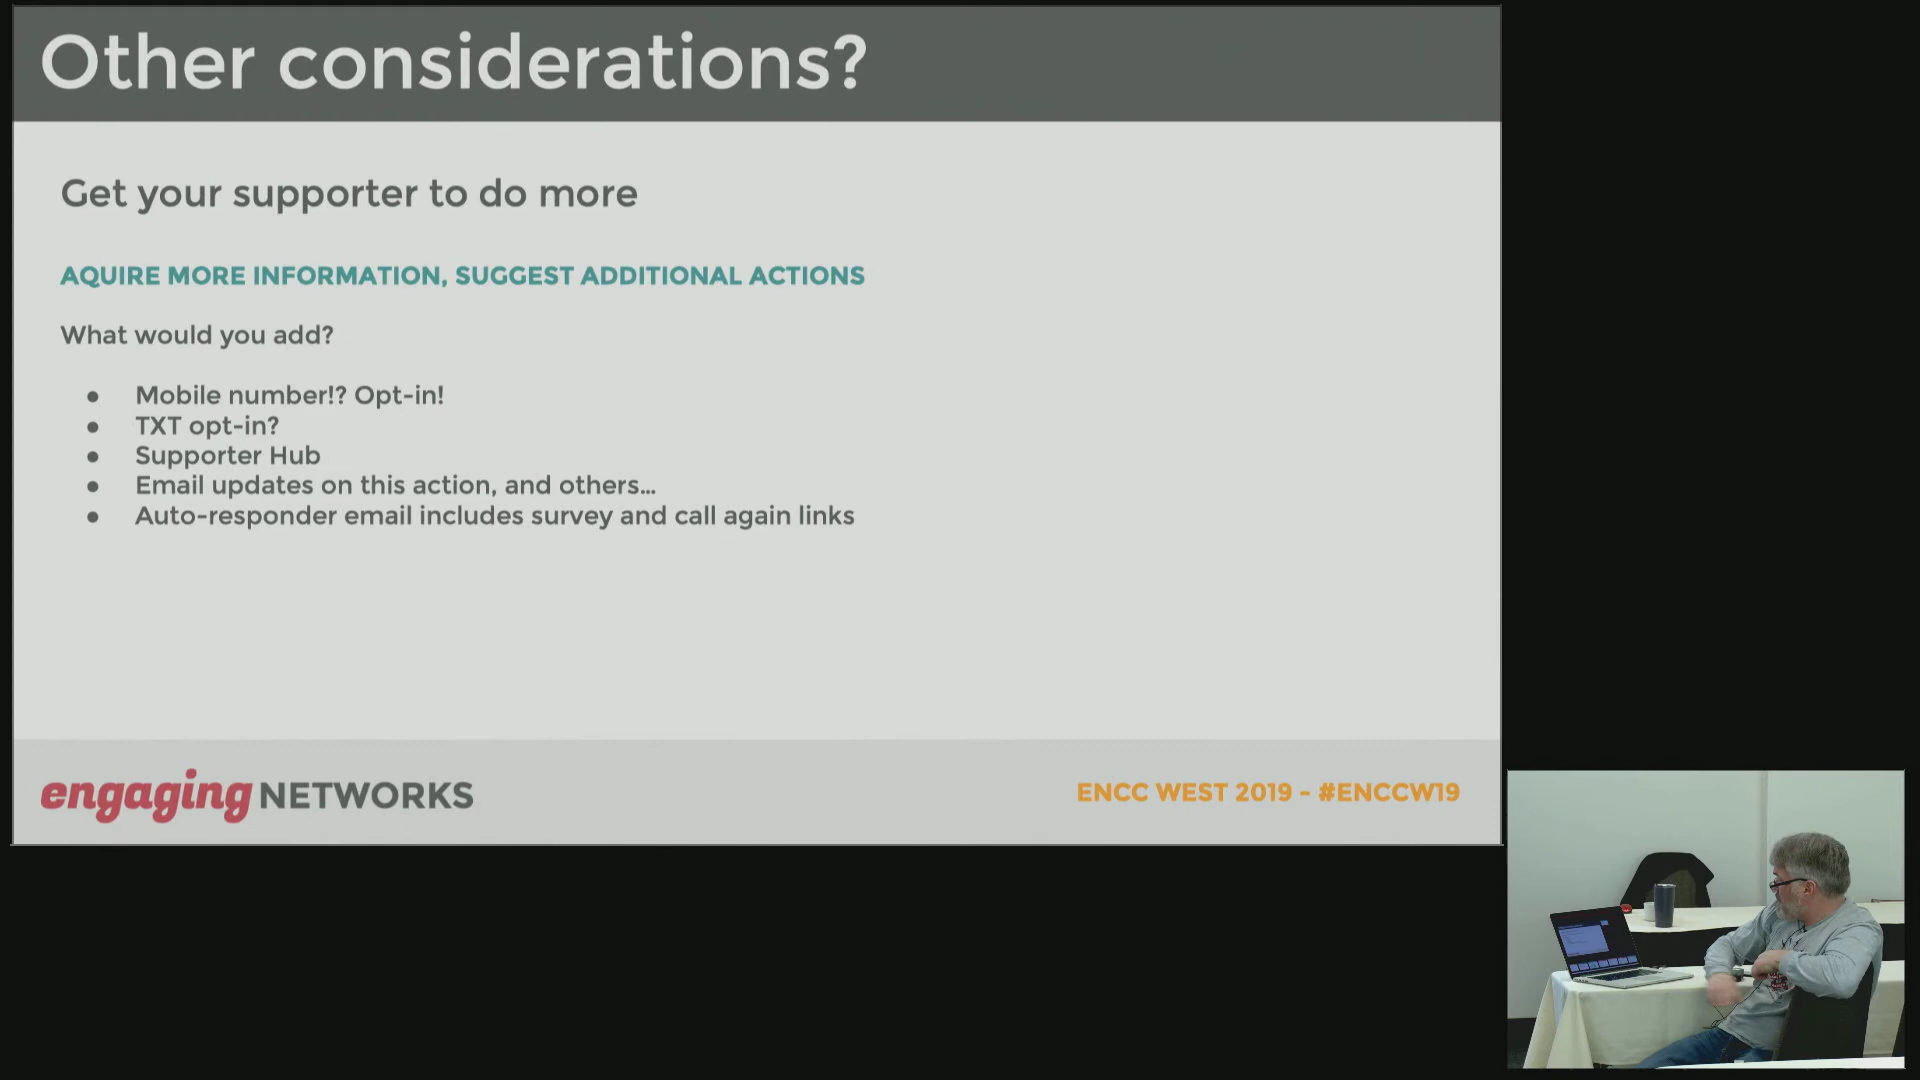 Other considerations?
Get your supporter to do more
AQUIRE MORE INFORMATION, SUGGEST ADDITIONAL ACTIONS
What would you add?
● Mobile number!? Opt-in!
● TXT opt-in?
● Supporter Hub
● Email updates on this action, and others...
● Auto-responder email includes survey and call again links
engaging NETWORKS
ENCC WEST 2019 - #ENCCW19